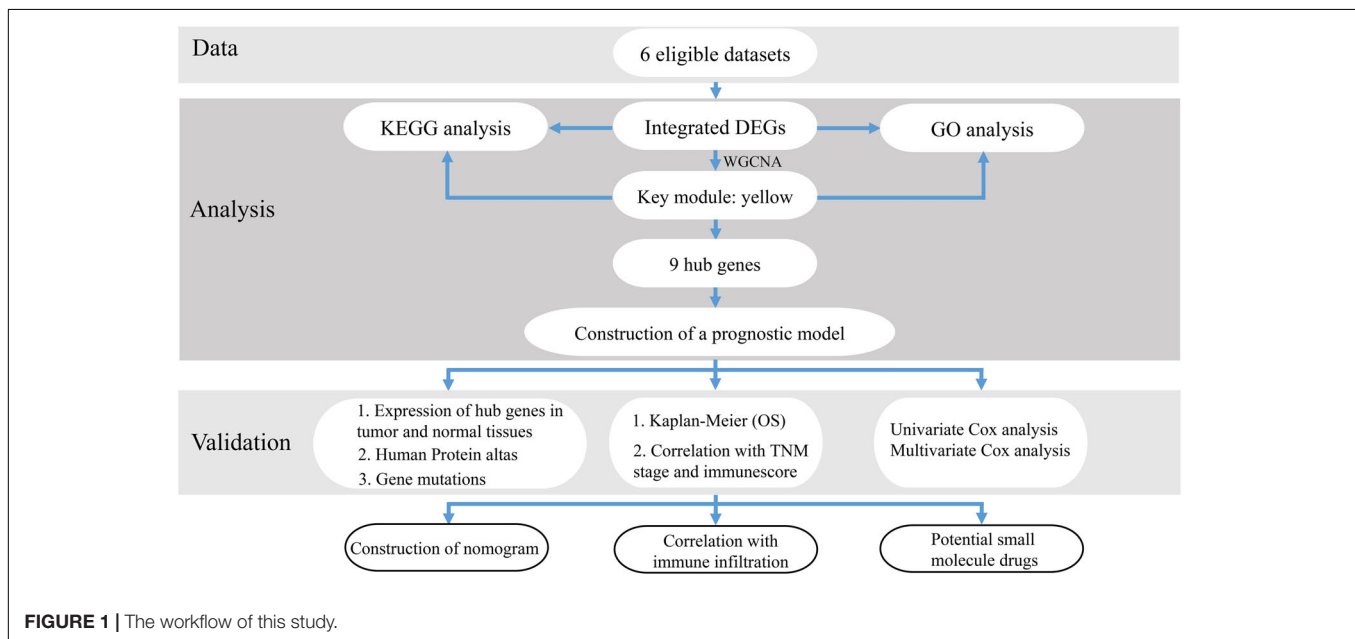 Data
6 eligible datasets
KEGG analysis
Integrated DEGs
GO analysis
WGCNA
Key module: yellow
Analysis
9 hub genes
Construction of a prognostic model
Validation
1. Expression of hub genes in
tumor and normal tissues
2. Human Protein altas
3. Gene mutations
1. Kaplan-Meier (OS)
2. Correlation with TNM
stage and immunescore
Univariate Cox analysis
Multivariate Cox analysis
Construction of nomogram
Correlation with
immune infiltration
Potential small
molecule drugs
FIGURE 1 | The workflow of this study.